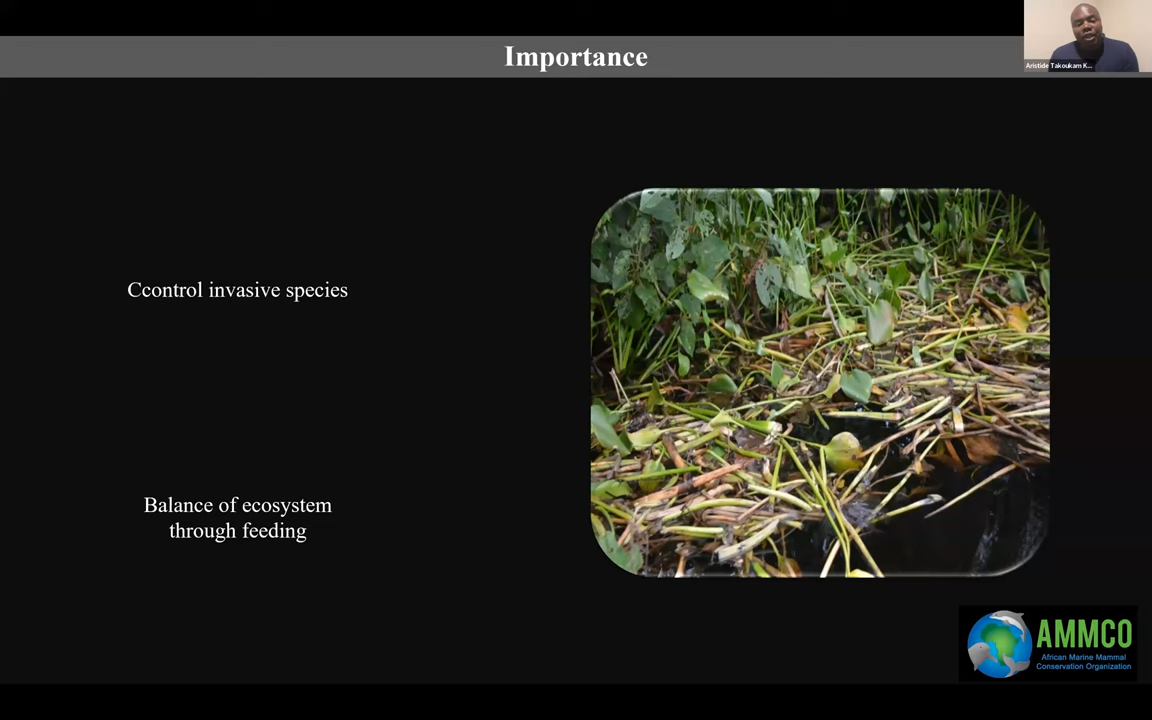 Importance
Aristide Takoukam K...
Ccontrol invasive species
Balance of ecosystem
through feeding
AMMCO
African Marine Mammal
Conservation Organization